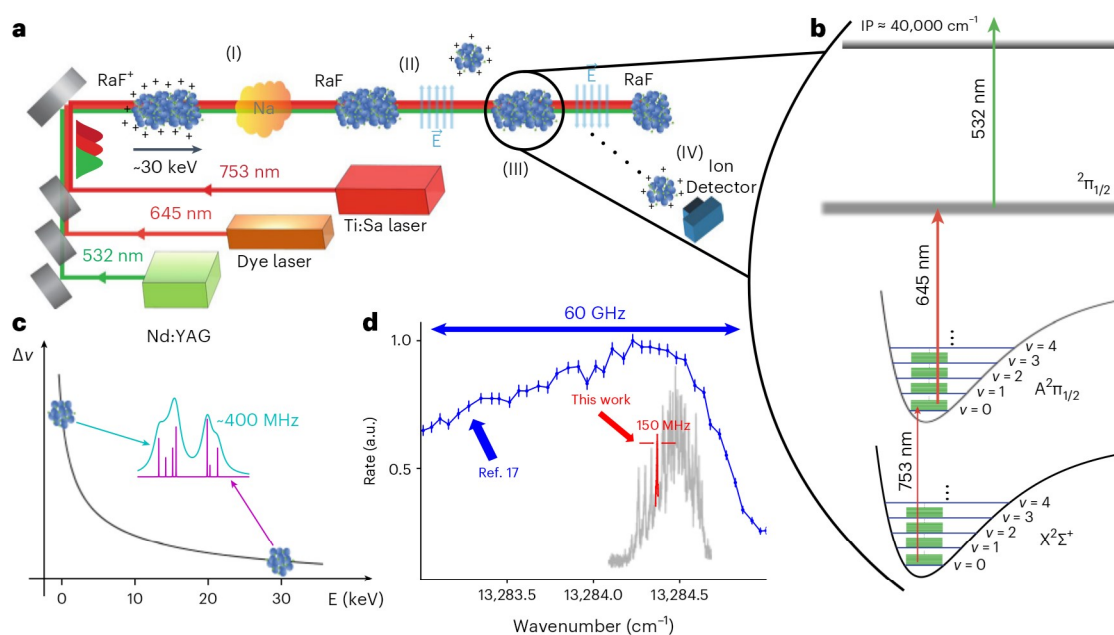 a
(I)
(II)
RaF⁺
Na
RaF
E
E
RaF
(III)
(IV)
Ion
Detector
~30 keV
753 nm
Ti:Sa laser
645 nm
Dye laser
532 nm
Nd:YAG
b
IP ≈ 40,000 cm⁻¹
532 nm
²Π₁/₂
645 nm
v = 4
v = 3
v = 2
v = 1
v = 0
A²Π₁/₂
753 nm
v = 4
v = 3
v = 2
v = 1
v = 0
X²Σ⁺
c
Δν
~400 MHz
0
10
20
30
E (keV)
d
60 GHz
1.0
0.5
Rate (a.u.)
This work
150 MHz
Ref. 17
13,283.5
13,284.0
13,284.5
Wavenumber (cm⁻¹)